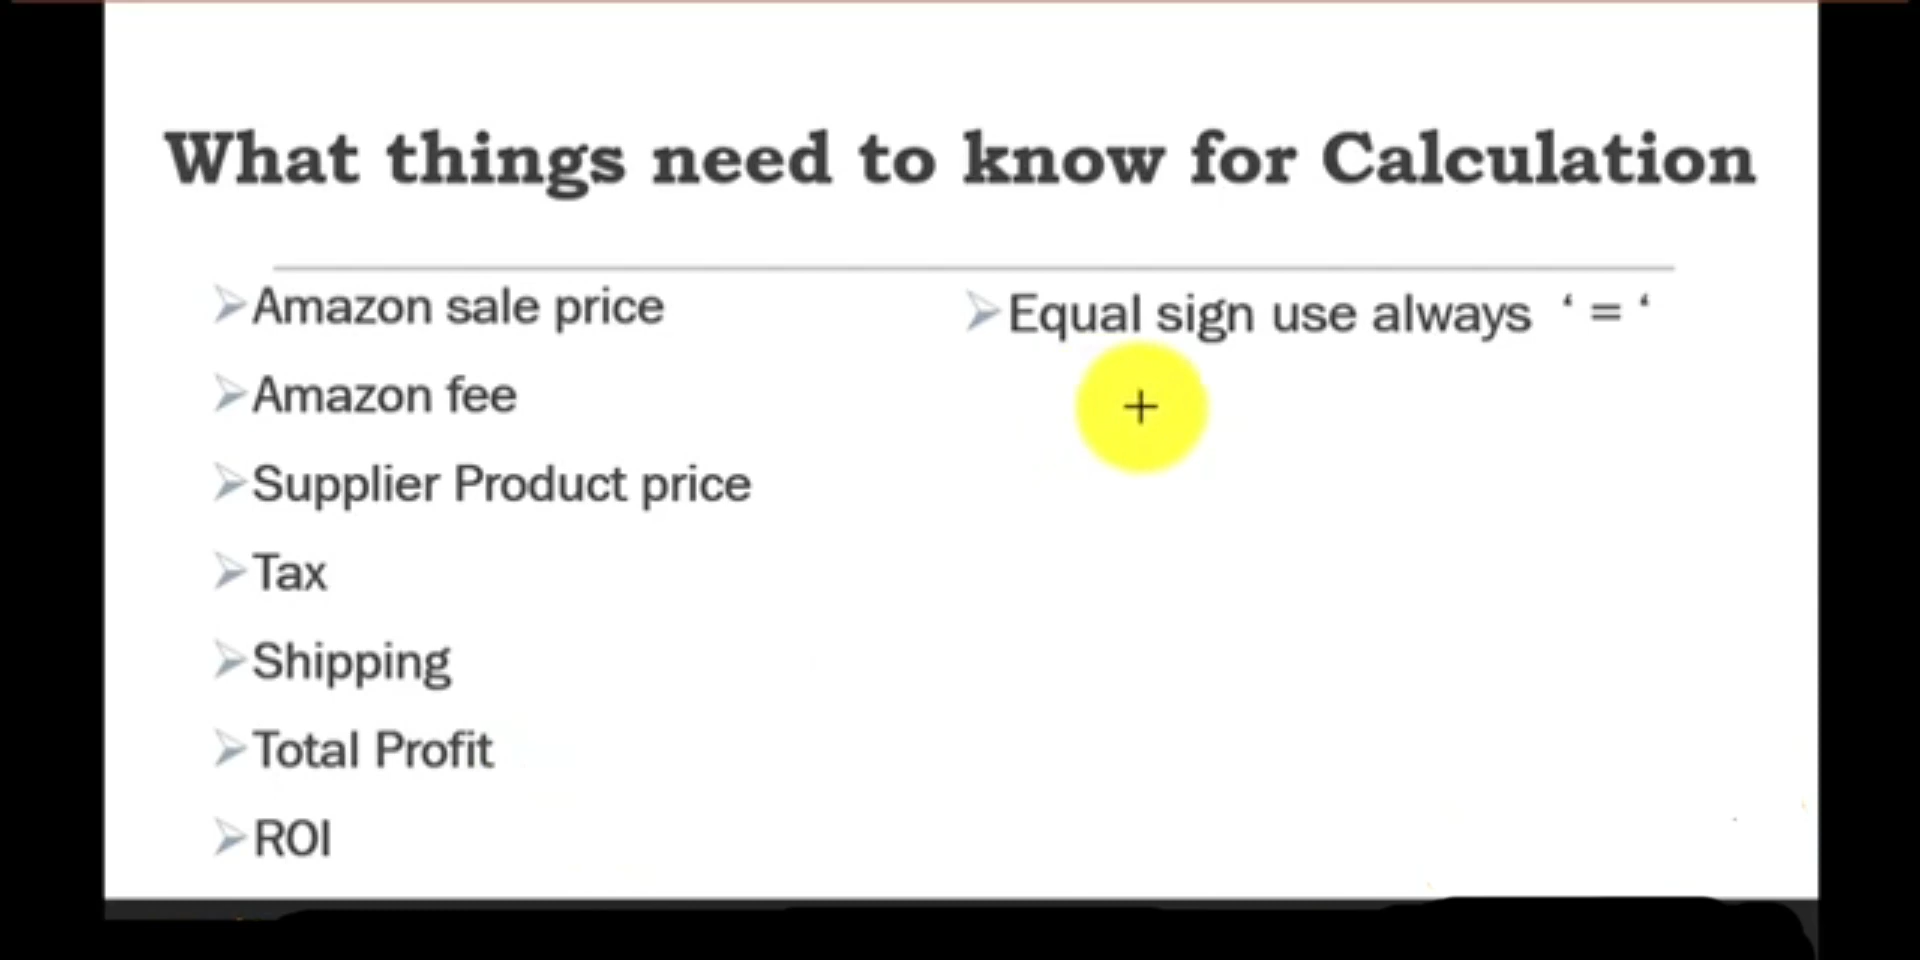 What things need to know for Calculation
Amazon sale price
Amazon fee
Supplier Product price
Tax
Shipping
Total Profit
ROI
Equal sign use always ‘ = ‘